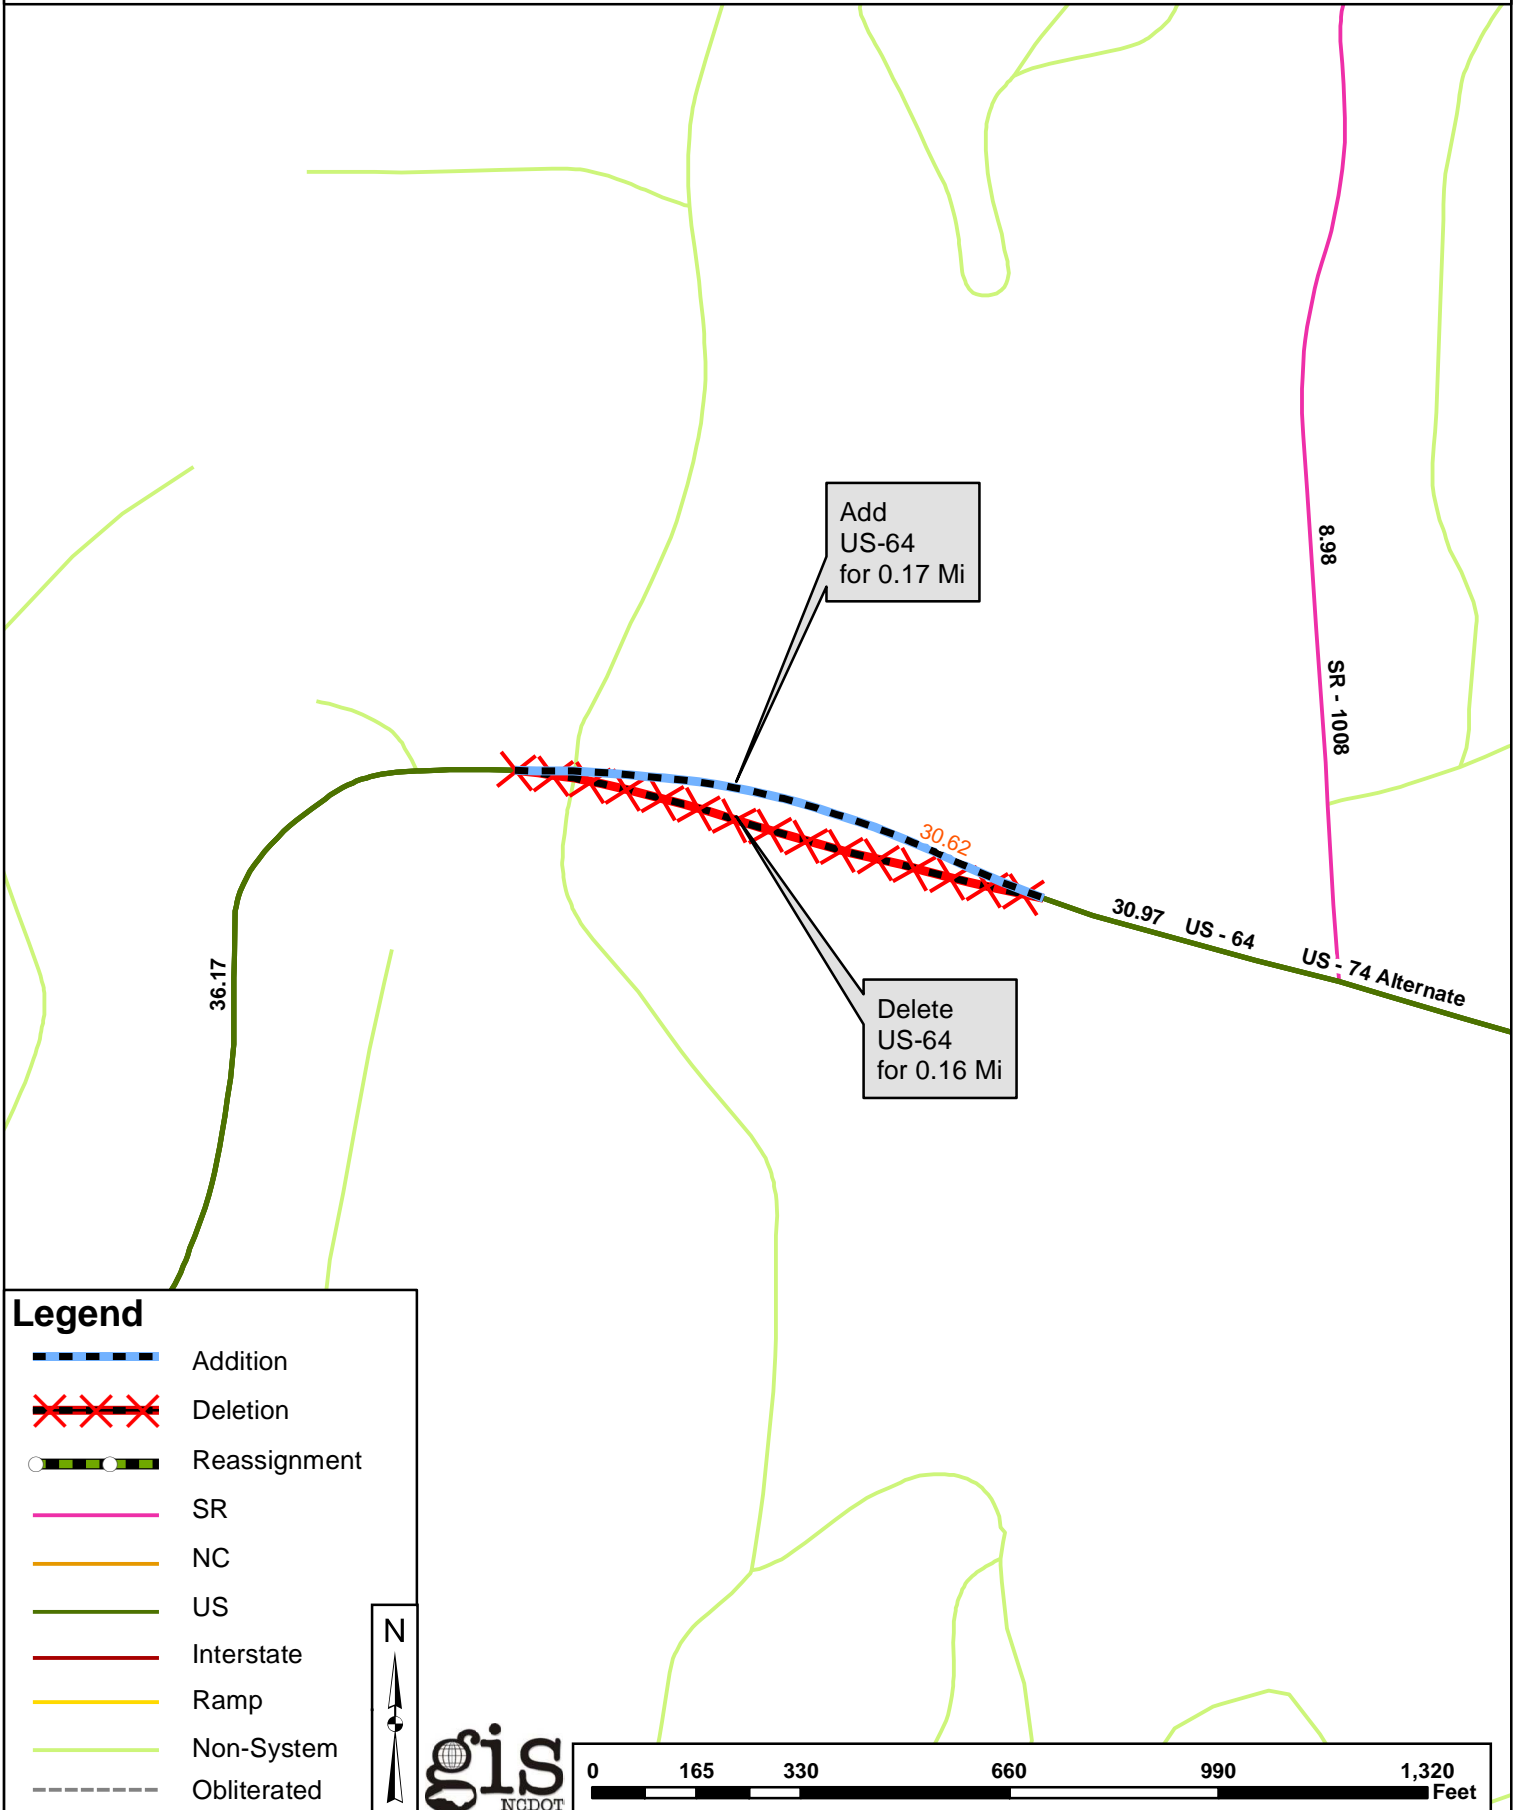 Add
US-64
for 0.17 Mi
8.98
SR - 1008
30.62
30.97 US - 64 US - 74 Alternate
36.17
Delete
US-64
for 0.16 Mi
Legend
Addition
Deletion
Reassignment
SR
NC
US
Interstate
Ramp
Non-System
Obliterated
N
gis
NCDOT
0 165 330 660 990 1,320
Feet